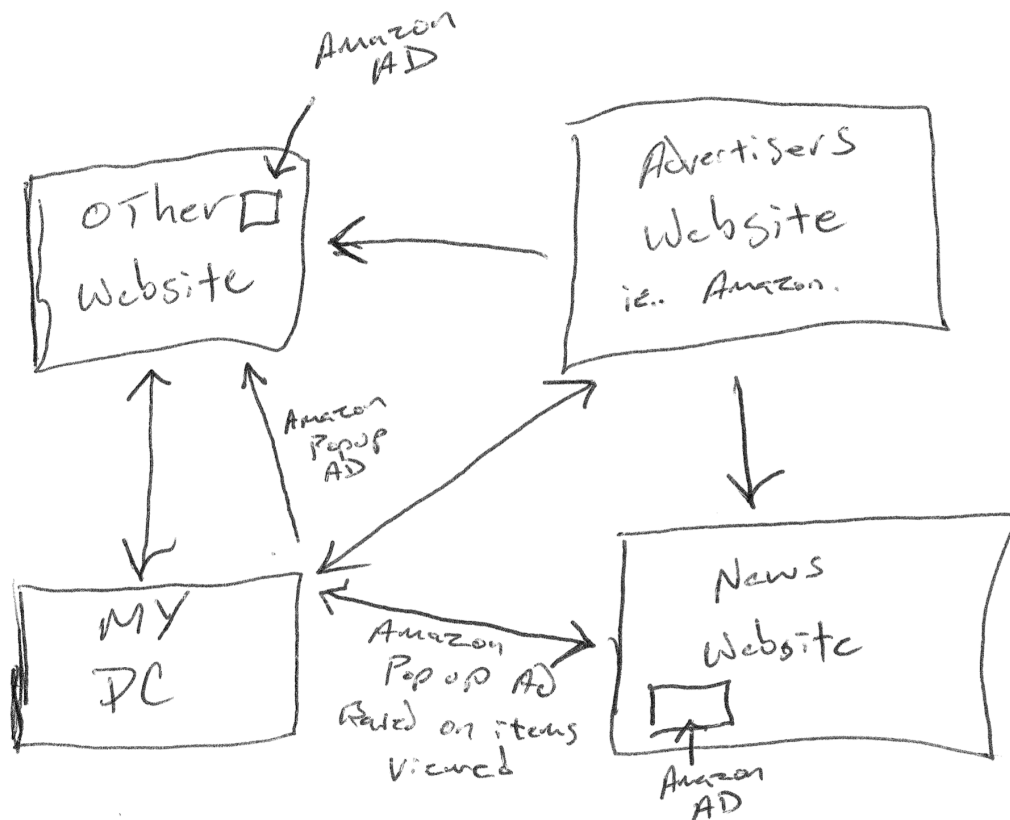 Amazon
AD
OTher
Website
Advertisers
Website
ie.. Amazon.
Amazon
Popup
AD
MY
PC
Amazon
Popup AD
Based on items
Viewed
News
Website
Amazon
AD